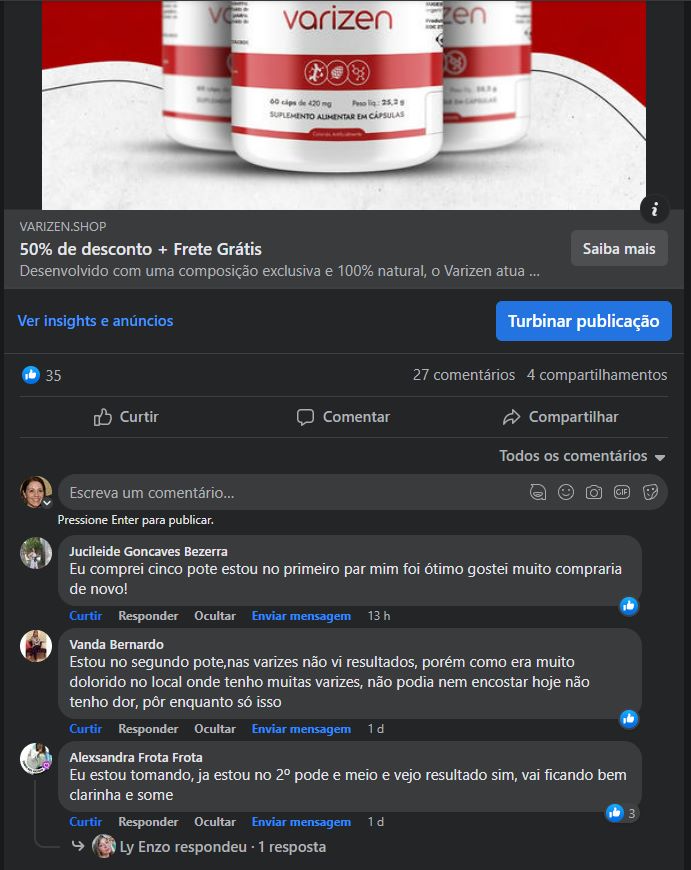 varizen
varizen
60 cáps de 420 mg
Peso líq.: 25,2 g
SUPLEMENTO ALIMENTAR EM CÁPSULAS
VARIZEN.SHOP
50% de desconto + Frete Grátis
Saiba mais
Desenvolvido com uma composição exclusiva e 100% natural, o Varizen atua ...
Ver insights e anúncios
Turbinar publicação
35
27 comentários 4 compartilhamentos
Curtir Comentar Compartilhar
Todos os comentários
Escreva um comentário...
GIF
Pressione Enter para publicar.
Jucileide Goncaves Bezerra
Eu comprei cinco pote estou no primeiro par mim foi ótimo gostei muito compraria
de novo!
Curtir Responder Ocultar Enviar mensagem 13 h
Vanda Bernardo
Estou no segundo pote,nas varizes não vi resultados, porém como era muito
dolorido no local onde tenho muitas varizes, não podia nem encostar hoje não
tenho dor, pôr enquanto só isso
Curtir Responder Ocultar Enviar mensagem 1 d
Alexsandra Frota Frota
Eu estou tomando, ja estou no 2º pode e meio e vejo resultado sim, vai ficando bem
clarinha e some
3
Curtir Responder Ocultar Enviar mensagem 1 d
Ly Enzo respondeu · 1 resposta